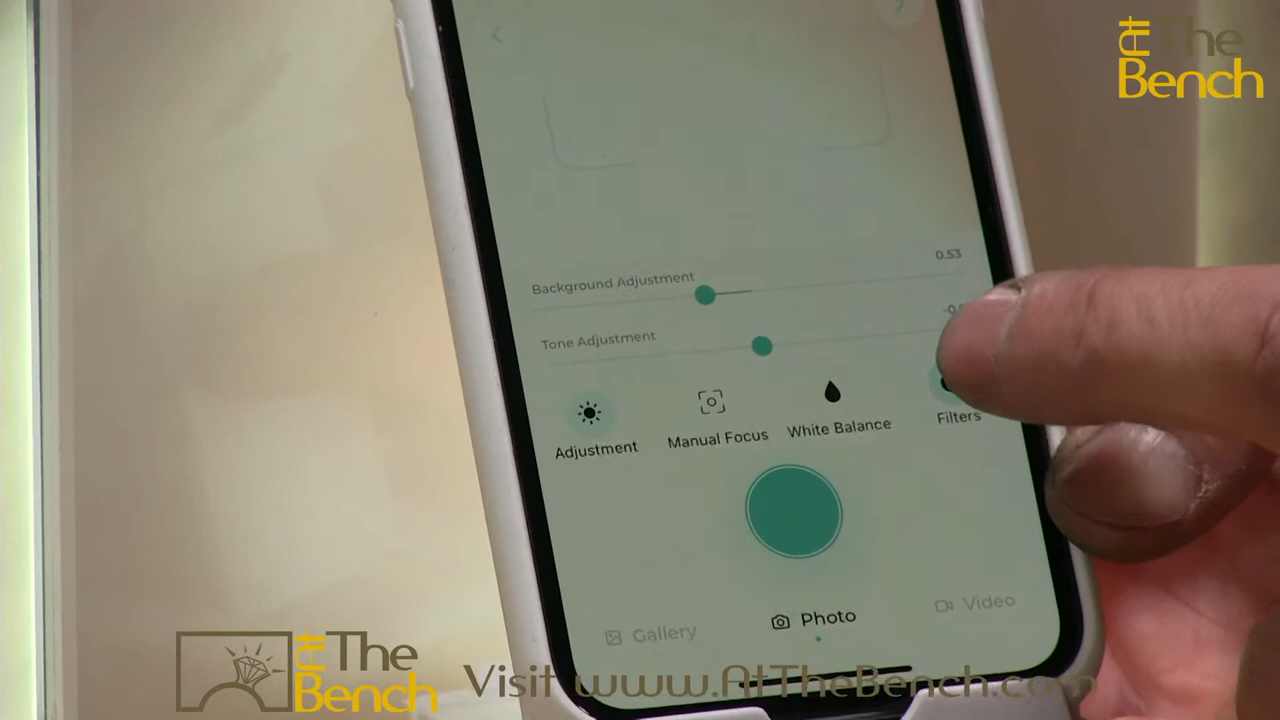 At The
Bench
0.53
Background Adjustment
Tone Adjustment
Adjustment
Manual Focus
White Balance
Filters
Gallery
Photo
Video
At The
Bench
Visit www.AtTheBench.com